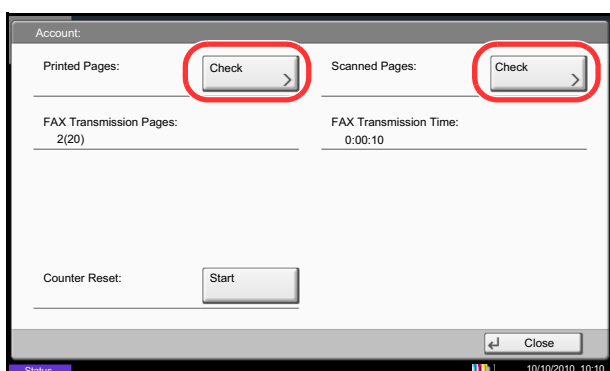 Account:
Printed Pages:
Check
Scanned Pages:
Check
FAX Transmission Pages:
2(20)
FAX Transmission Time:
0:00:10
Counter Reset:
Start
Close
Status
10/10/2010 10:10